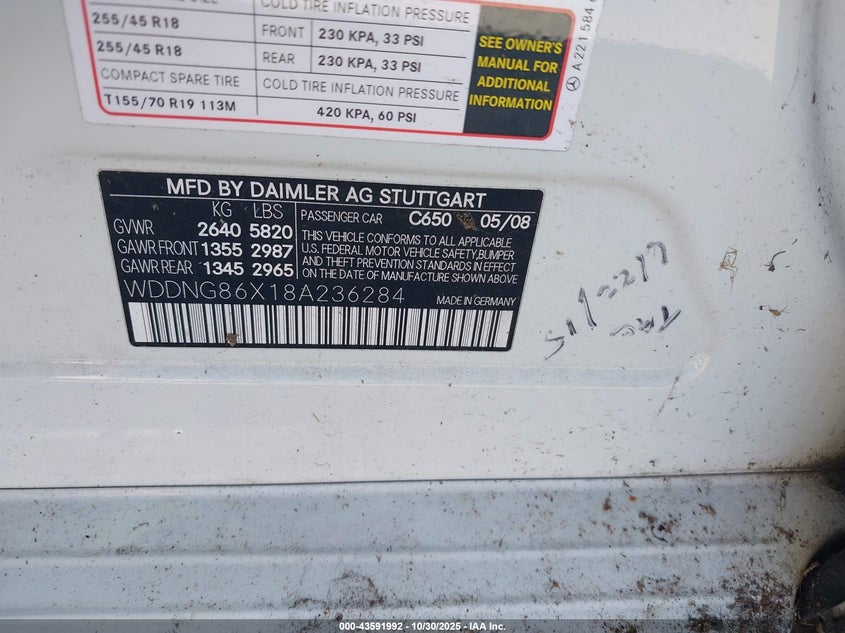 COLD TIRE INFLATION PRESSURE
255/45 R18 FRONT 230 KPA, 33 PSI
255/45 R18 REAR 230 KPA, 33 PSI
COMPACT SPARE TIRE COLD TIRE INFLATION PRESSURE
T155/70 R19 113M 420 KPA, 60 PSI
SEE OWNER'S
MANUAL FOR
ADDITIONAL
INFORMATION
A 221 584
MFD BY DAIMLER AG STUTTGART
KG LBS
GVWR 2640 5820
GAWR FRONT 1355 2987
GAWR REAR 1345 2965
PASSENGER CAR C650 05/08
THIS VEHICLE CONFORMS TO ALL APPLICABLE
U.S. FEDERAL MOTOR VEHICLE SAFETY,BUMPER
AND THEFT PREVENTION STANDARDS IN EFFECT
ON THE DATE OF MANUFACTURE SHOWN ABOVE
WDDNG86X18A236284 MADE IN GERMANY
000-43591992 - 10/30/2025 - IAA, Inc.